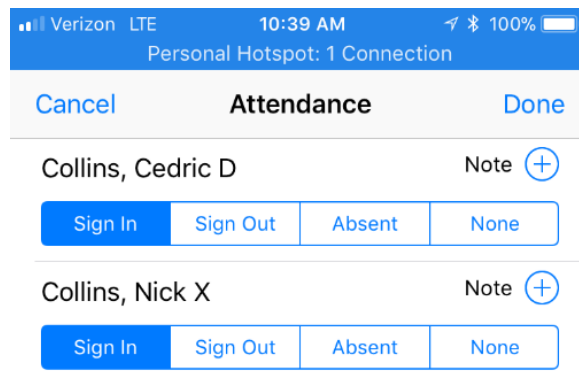 Verizon LTE 10:39 AM 100%
Personal Hotspot: 1 Connection
Cancel Attendance Done
Collins, Cedric D Note
Sign In Sign Out Absent None
Collins, Nick X Note
Sign In Sign Out Absent None